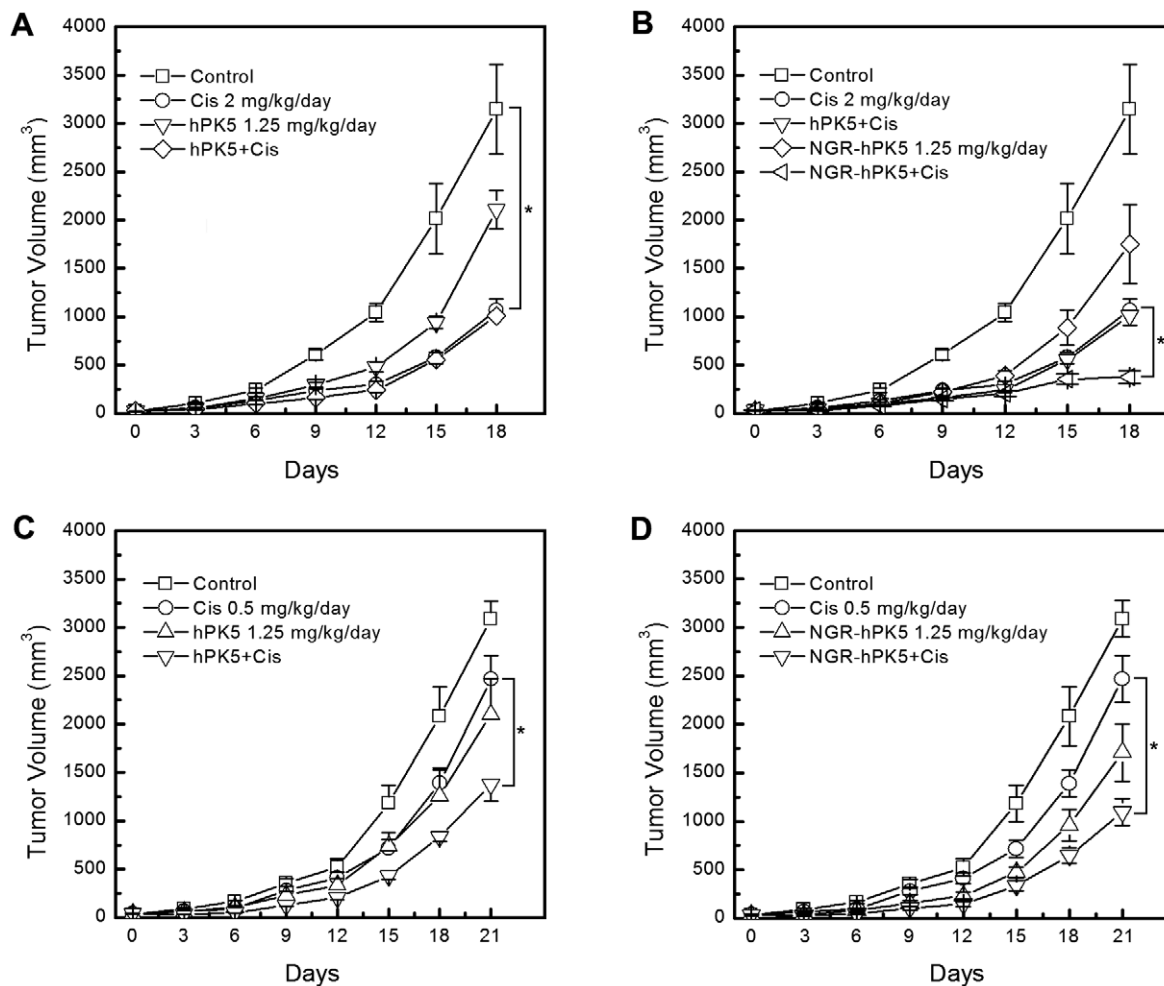 A
Tumor Volume (mm³)
4000
3500
3000
2500
2000
1500
1000
500
0
Control
Cis 2 mg/kg/day
hPK5 1.25 mg/kg/day
hPK5+Cis
*
0 3 6 9 12 15 18
Days
B
Tumor Volume (mm³)
4000
3500
3000
2500
2000
1500
1000
500
0
Control
Cis 2 mg/kg/day
hPK5+Cis
NGR-hPK5 1.25 mg/kg/day
NGR-hPK5+Cis
*
0 3 6 9 12 15 18
Days
C
Tumor Volume (mm³)
4000
3500
3000
2500
2000
1500
1000
500
0
Control
Cis 0.5 mg/kg/day
hPK5 1.25 mg/kg/day
hPK5+Cis
*
0 3 6 9 12 15 18 21
Days
D
Tumor Volume (mm³)
4000
3500
3000
2500
2000
1500
1000
500
0
Control
Cis 0.5 mg/kg/day
NGR-hPK5 1.25 mg/kg/day
NGR-hPK5+Cis
*
0 3 6 9 12 15 18 21
Days